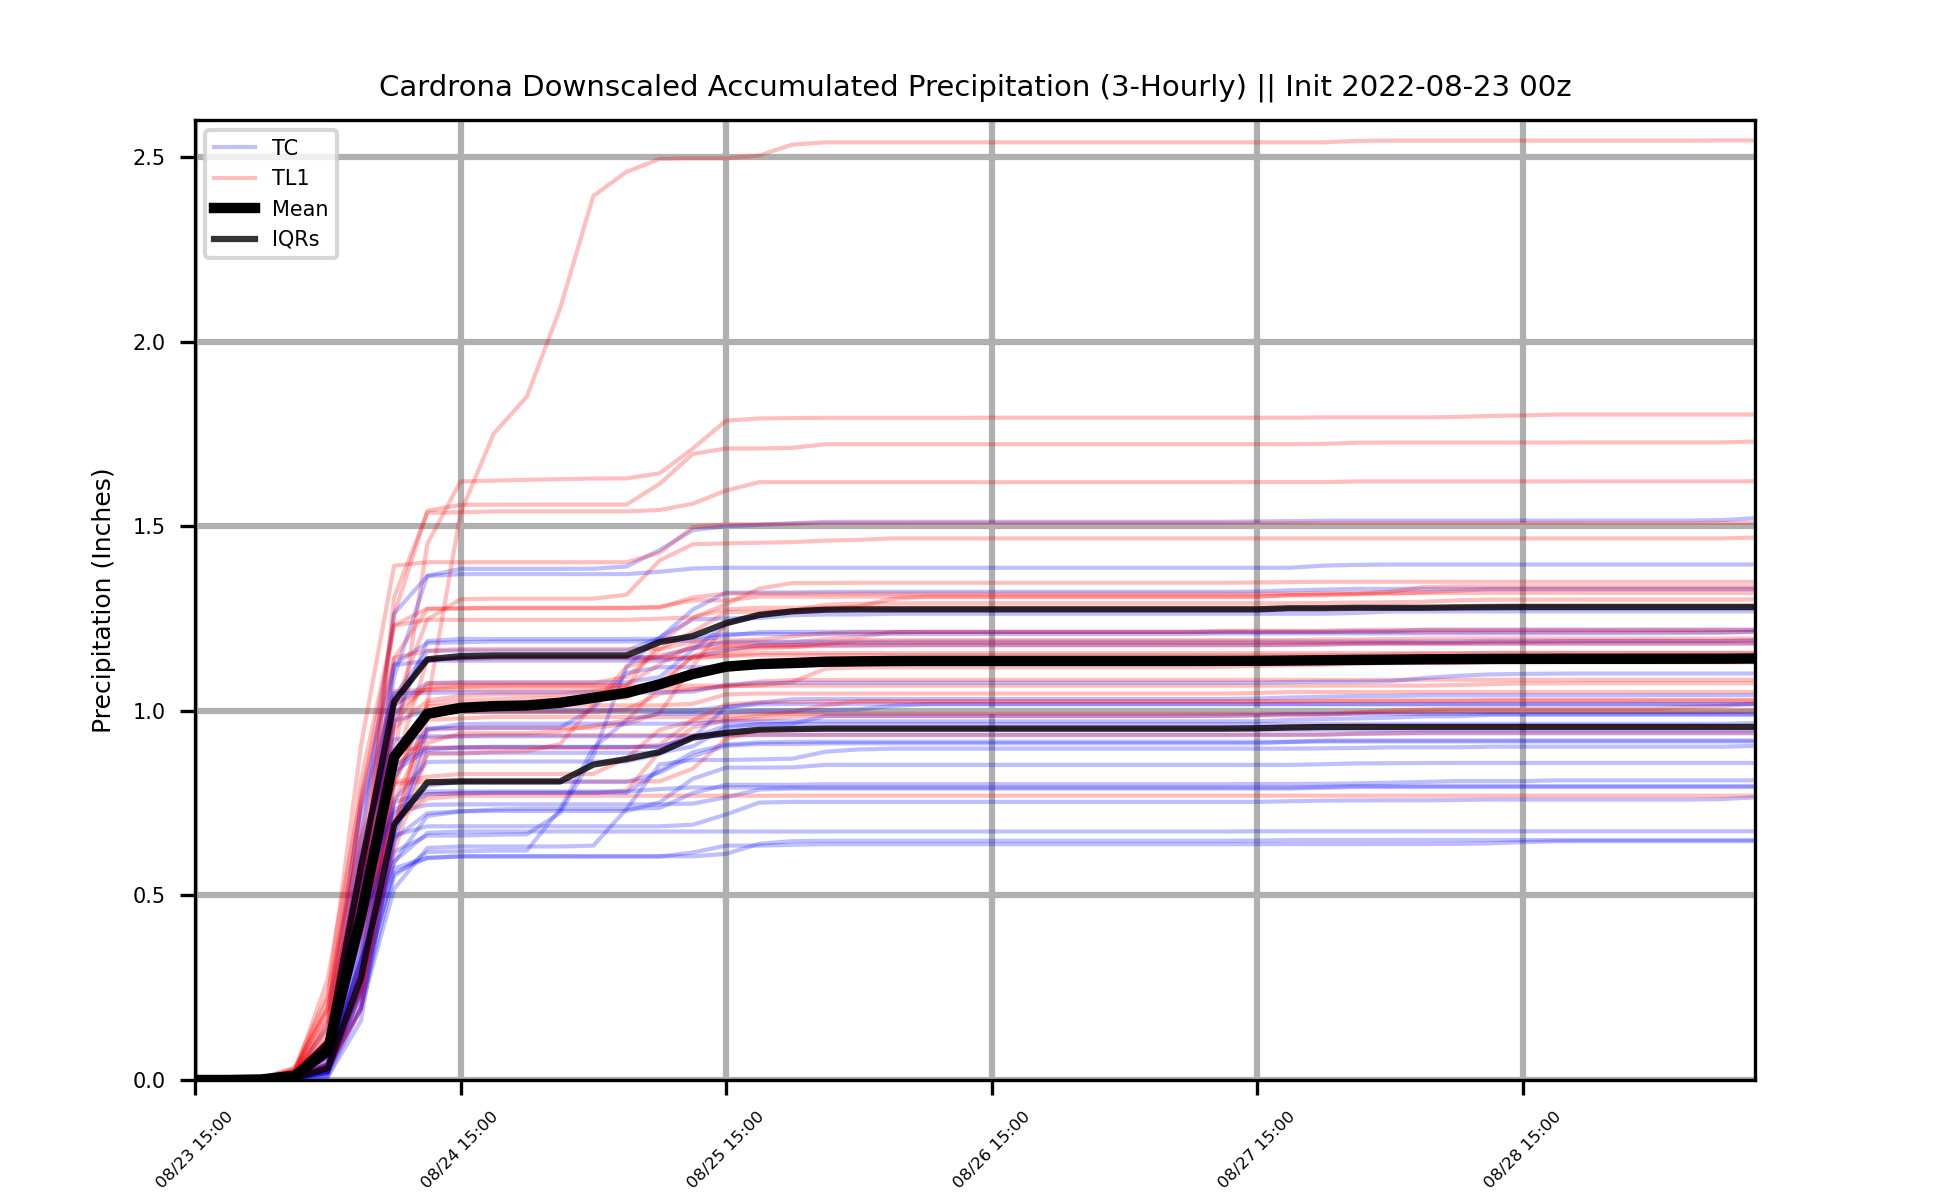 Cardrona Downscaled Accumulated Precipitation (3-Hourly) || Init 2022-08-23 00z
TC
TL1
Mean
IQRs
Precipitation (Inches)
2.5
2.0
1.5
1.0
0.5
0.0
08/23 15:00
08/24 15:00
08/25 15:00
08/26 15:00
08/27 15:00
08/28 15:00